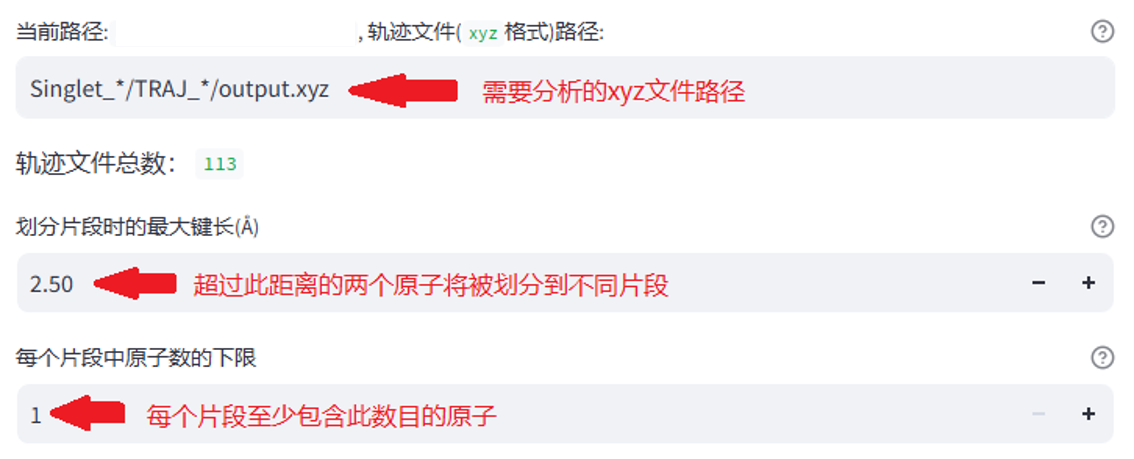 当前路径: , 轨迹文件( xyz 格式)路径:
Singlet_*/TRAJ_*/output.xyz 需要分析的xyz文件路径
轨迹文件总数： 113
划分片段时的最大键长(Å)
2.50 超过此距离的两个原子将被划分到不同片段
每个片段中原子数的下限
1 每个片段至少包含此数目的原子